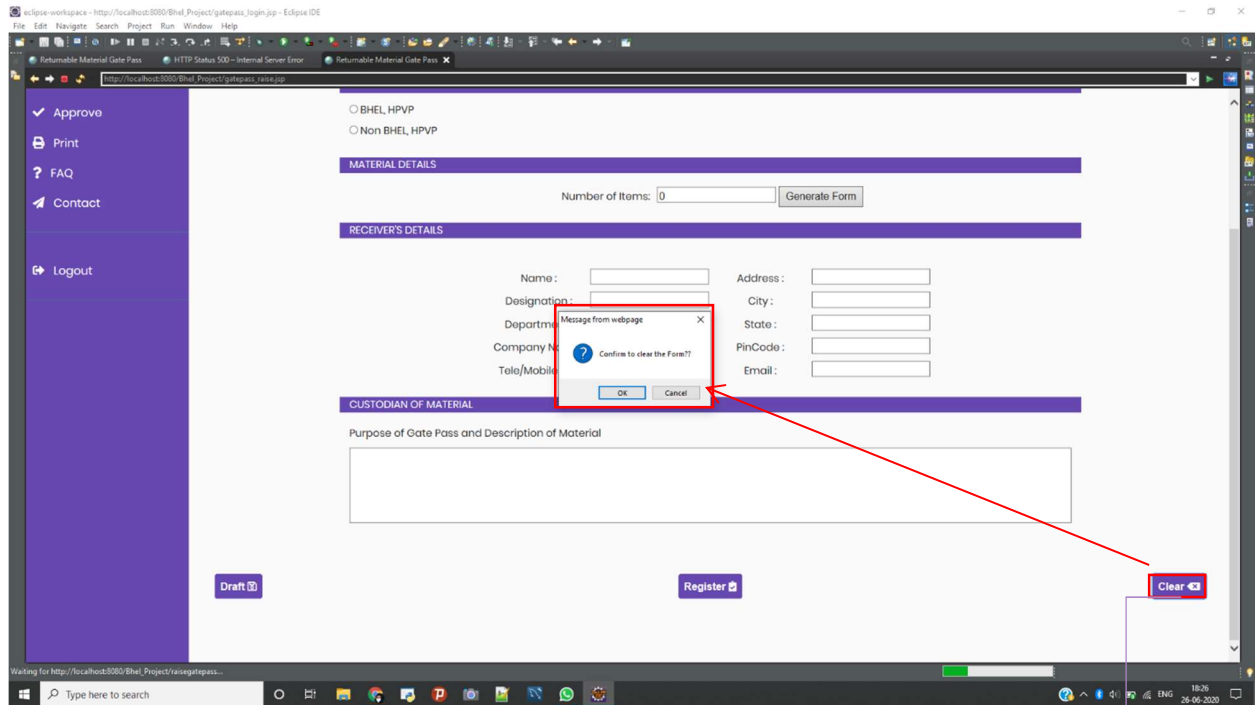 eclipse-workspace - http://localhost:8080/Bhel_Project/gatepass_login.jsp - Eclipse IDE
File Edit Navigate Search Project Run Window Help
Returnable Material Gate Pass HTTP Status 500 – Internal Server Error Returnable Material Gate Pass
http://localhost:8080/Bhel_Project/gatepass_raise.jsp
Approve
Print
? FAQ
Contact
Logout
BHEL, HPVP
Non BHEL, HPVP
MATERIAL DETAILS
Number of Items: 0 Generate Form
RECEIVER'S DETAILS
Name : Address :
Designation : City :
Departme State :
Company N PinCode :
Tele/Mobile Email :
Message from webpage
? Confirm to clear the Form??
OK Cancel
CUSTODIAN OF MATERIAL
Purpose of Gate Pass and Description of Material
Draft Register Clear
Waiting for http://localhost:8080/Bhel_Project/raisegatepass...
Type here to search
ENG 18:26
26-06-2020